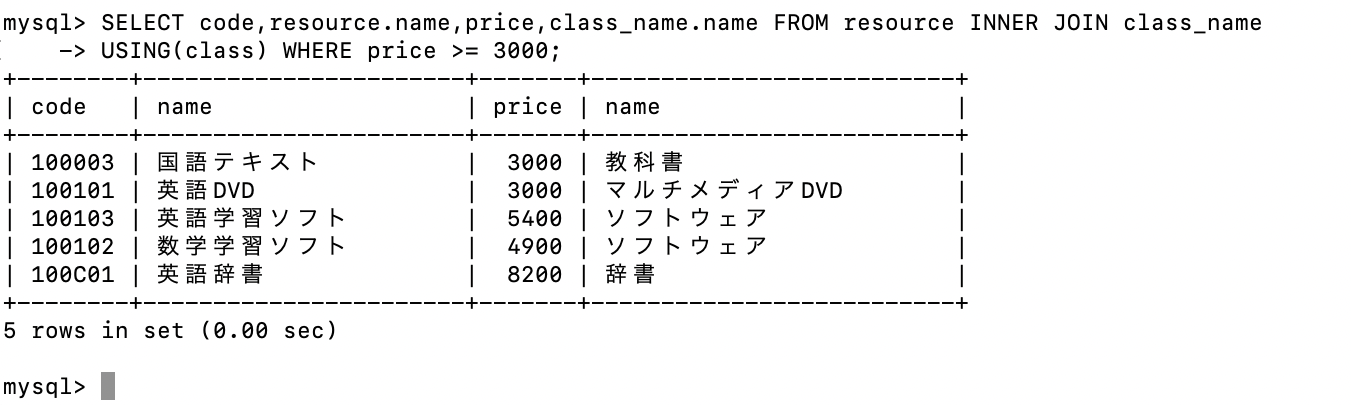 mysql> SELECT code,resource.name,price,class_name.name FROM resource INNER JOIN class_name
    -> USING(class) WHERE price >= 3000;
+--------+------------------------+-------+---------------------------+
| code   | name                   | price | name                      |
+--------+------------------------+-------+---------------------------+
| 100003 | 国語テキスト           |  3000 | 教科書                    |
| 100101 | 英語DVD                |  3000 | マルチメディアDVD         |
| 100103 | 英語学習ソフト         |  5400 | ソフトウェア              |
| 100102 | 数学学習ソフト         |  4900 | ソフトウェア              |
| 100C01 | 英語辞書               |  8200 | 辞書                      |
+--------+------------------------+-------+---------------------------+
5 rows in set (0.00 sec)
mysql>